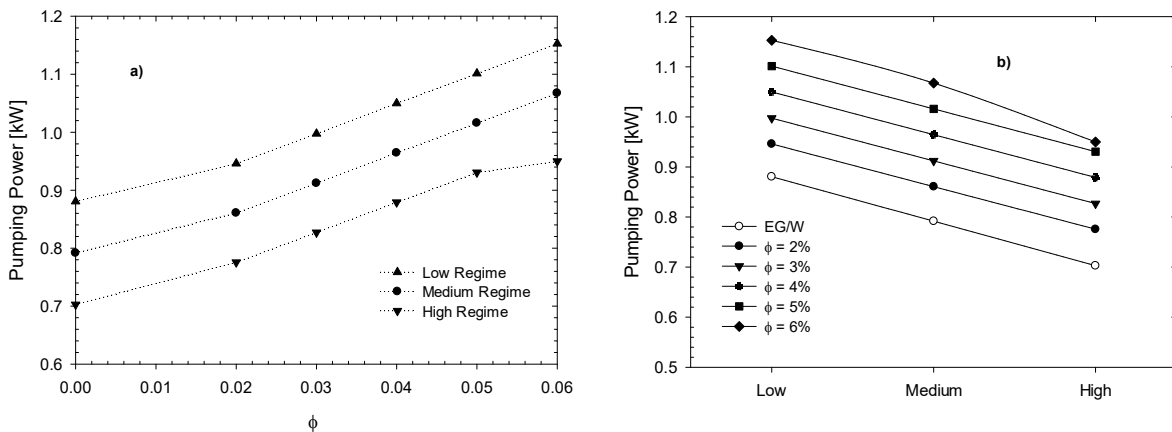 a)
Pumping Power [kW]
1.2
1.1
1.0
0.9
0.8
0.7
0.6
0.00 0.01 0.02 0.03 0.04 0.05 0.06
ϕ
Low Regime
Medium Regime
High Regime
b)
Pumping Power [kW]
1.2
1.1
1.0
0.9
0.8
0.7
0.6
0.5
Low Medium High
EG/W
ϕ = 2%
ϕ = 3%
ϕ = 4%
ϕ = 5%
ϕ = 6%